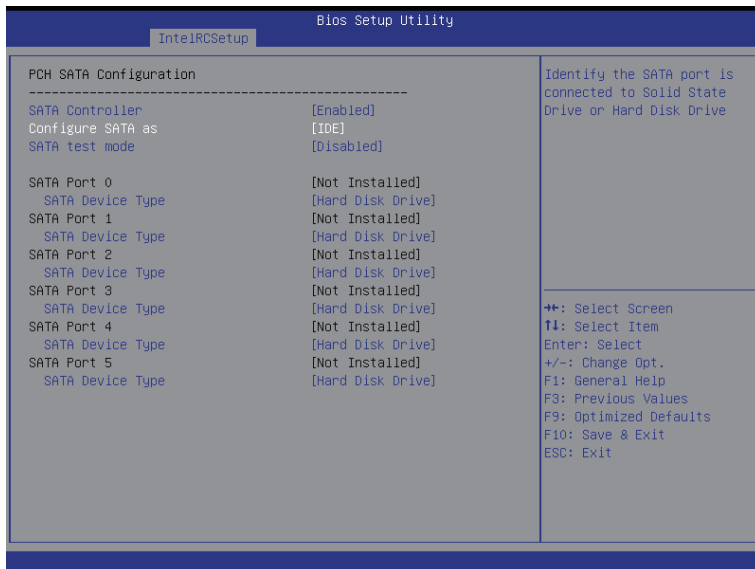 Bios Setup Utility
IntelRCSetup
PCH SATA Configuration
--------------------------------------------------
SATA Controller [Enabled]
Configure SATA as [IDE]
SATA test mode [Disabled]
SATA Port 0 [Not Installed]
SATA Device Type [Hard Disk Drive]
SATA Port 1 [Not Installed]
SATA Device Type [Hard Disk Drive]
SATA Port 2 [Not Installed]
SATA Device Type [Hard Disk Drive]
SATA Port 3 [Not Installed]
SATA Device Type [Hard Disk Drive]
SATA Port 4 [Not Installed]
SATA Device Type [Hard Disk Drive]
SATA Port 5 [Not Installed]
SATA Device Type [Hard Disk Drive]
Identify the SATA port is
connected to Solid State
Drive or Hard Disk Drive
→←: Select Screen
↑↓: Select Item
Enter: Select
+/-: Change Opt.
F1: General Help
F3: Previous Values
F9: Optimized Defaults
F10: Save & Exit
ESC: Exit